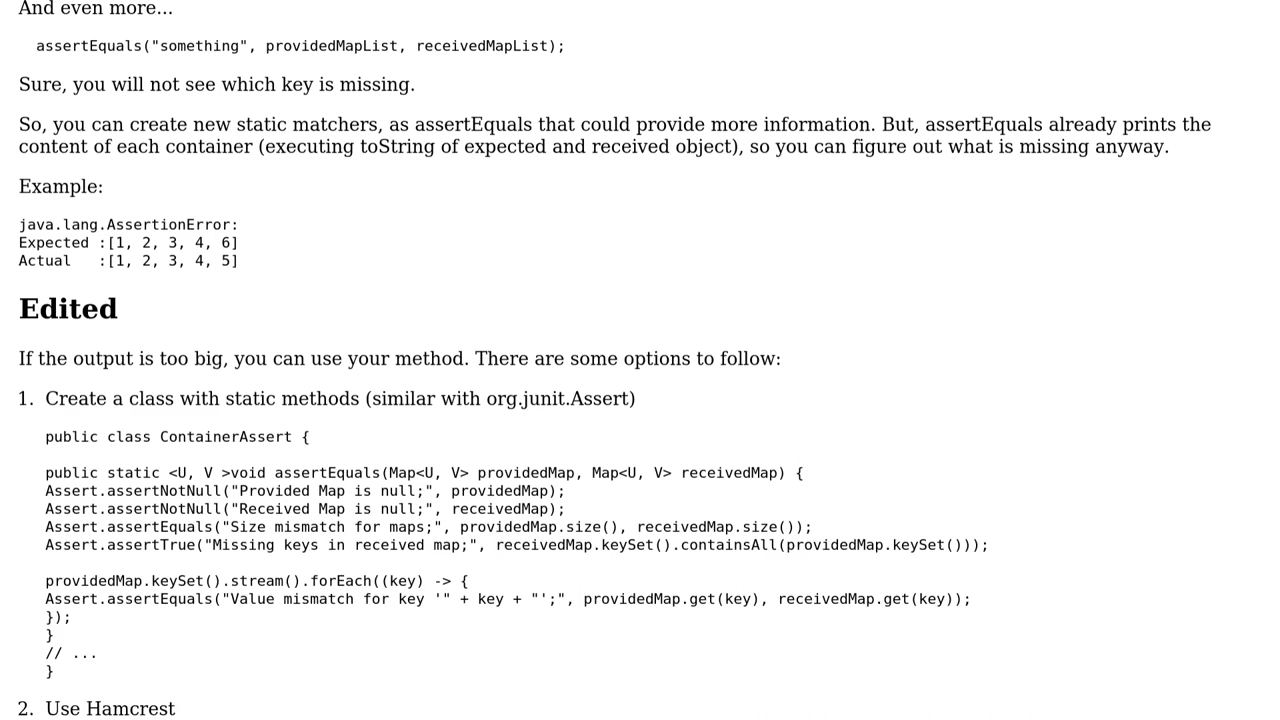 And even more...
assertEquals("something", providedMapList, receivedMapList);
Sure, you will not see which key is missing.
So, you can create new static matchers, as assertEquals that could provide more information. But, assertEquals already prints the
content of each container (executing toString of expected and received object), so you can figure out what is missing anyway.
Example:
java.lang.AssertionError:
Expected :[1, 2, 3, 4, 6]
Actual   :[1, 2, 3, 4, 5]
Edited
If the output is too big, you can use your method. There are some options to follow:
1. Create a class with static methods (similar with org.junit.Assert)
public class ContainerAssert {
public static <U, V >void assertEquals(Map<U, V> providedMap, Map<U, V> receivedMap) {
Assert.assertNotNull("Provided Map is null;", providedMap);
Assert.assertNotNull("Received Map is null;", receivedMap);
Assert.assertEquals("Size mismatch for maps;", providedMap.size(), receivedMap.size());
Assert.assertTrue("Missing keys in received map;", receivedMap.keySet().containsAll(providedMap.keySet()));
providedMap.keySet().stream().forEach((key) -> {
Assert.assertEquals("Value mismatch for key '" + key + "';", providedMap.get(key), receivedMap.get(key));
});
}
// ...
}
2. Use Hamcrest